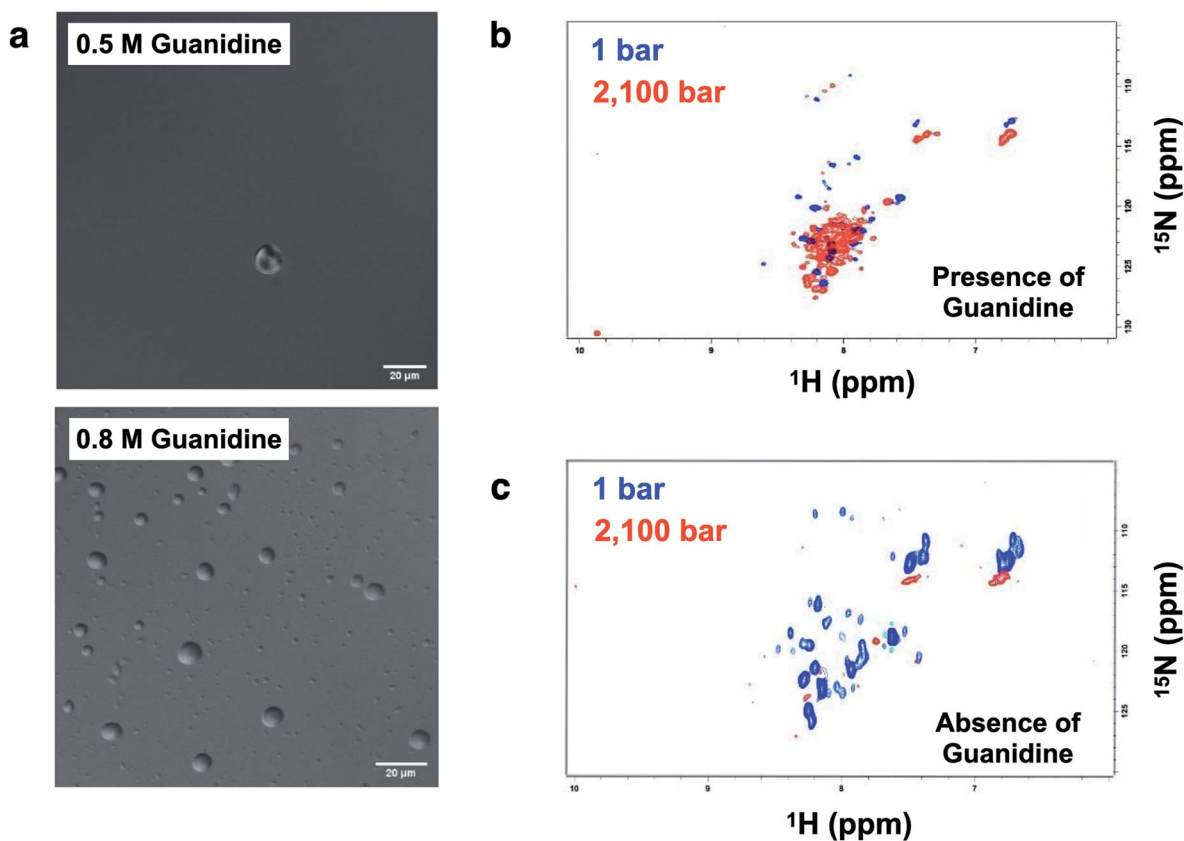 a
0.5 M Guanidine
20 µm
0.8 M Guanidine
20 µm
b
1 bar
2,100 bar
Presence of
Guanidine
110
115
120
125
130
15N (ppm)
10
9
8
7
1H (ppm)
c
1 bar
2,100 bar
Absence of
Guanidine
110
115
120
125
15N (ppm)
10
9
8
7
1H (ppm)